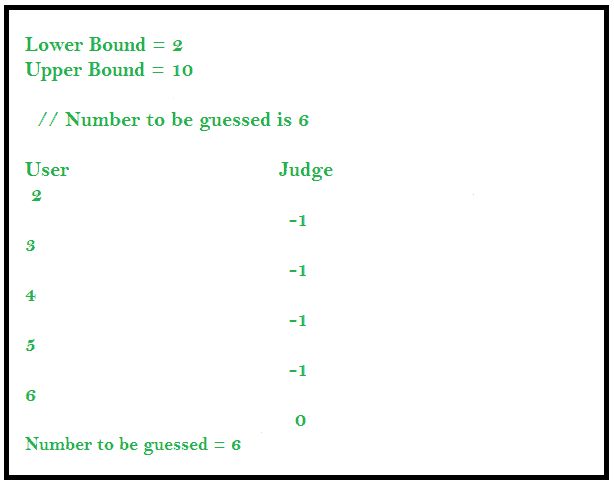 Lower Bound = 2
Upper Bound = 10
// Number to be guessed is 6
User Judge
2
-1
3
-1
4
-1
5
-1
6
0
Number to be guessed = 6